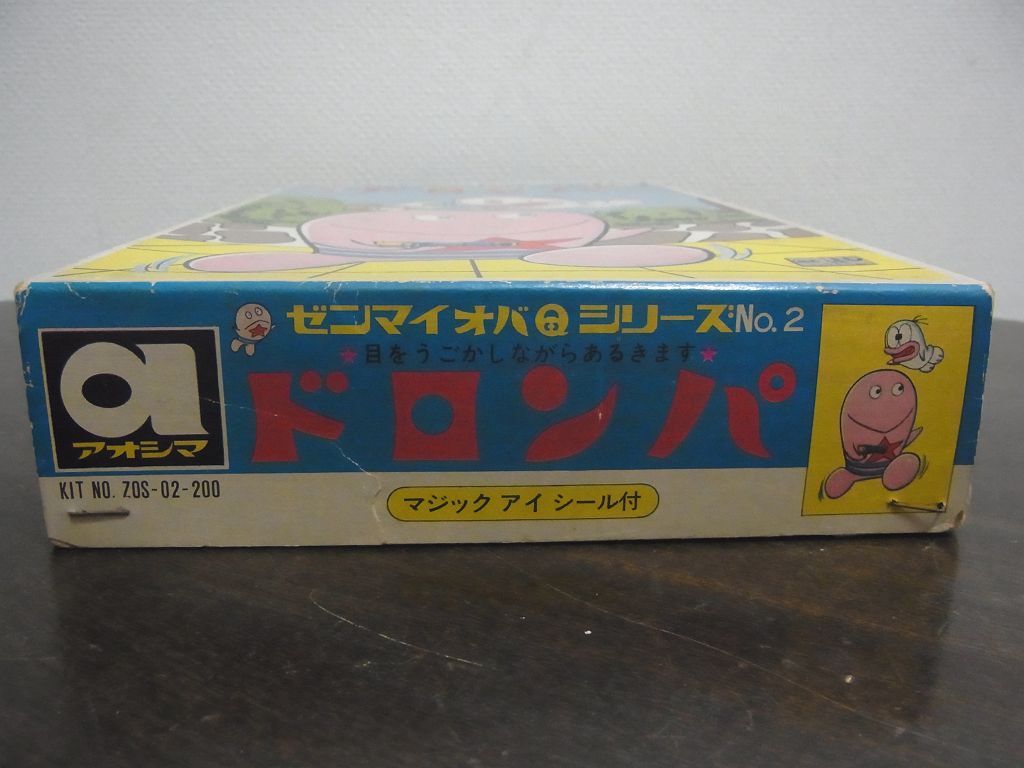 ゼンマイオバQシリーズNo.2
★目をうごかしながらあるきます★
ドロンパ
アオシマ
KIT NO. ZOS-02-200
マジック アイ シール付